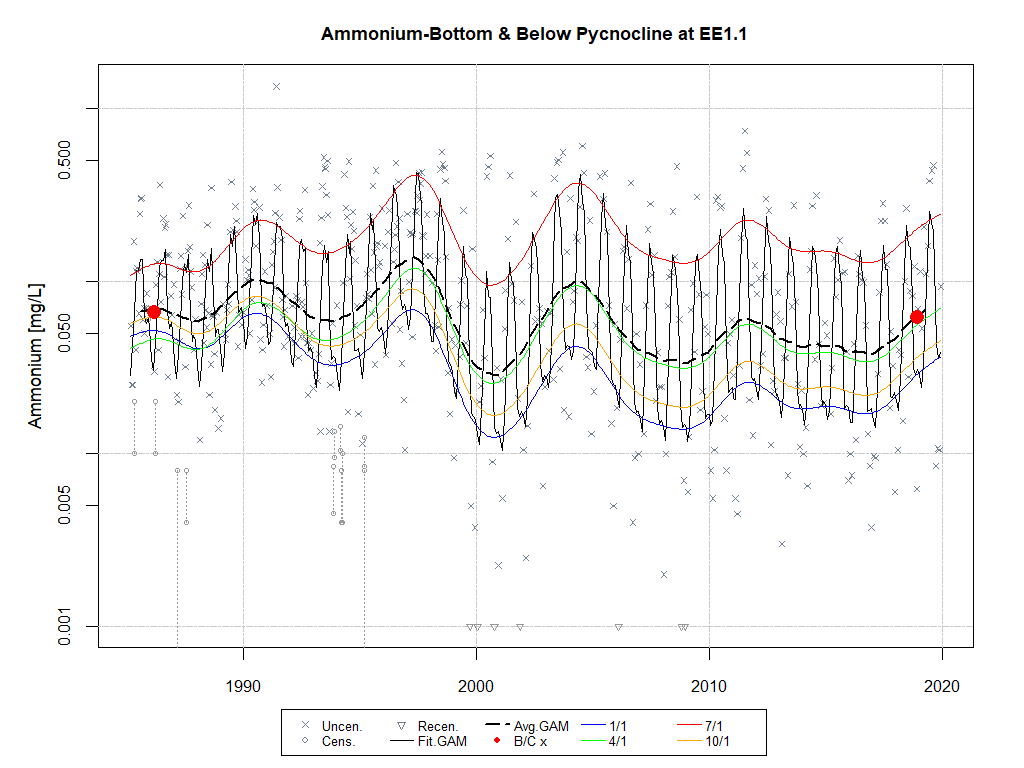 Ammonium-Bottom & Below Pycnocline at EE1.1
Ammonium [mg/L]
0.500
0.050
0.005
0.001
1990 2000 2010 2020
Uncen. Recen. Avg.GAM 1/1 7/1
Cens. Fit.GAM B/C x 4/1 10/1